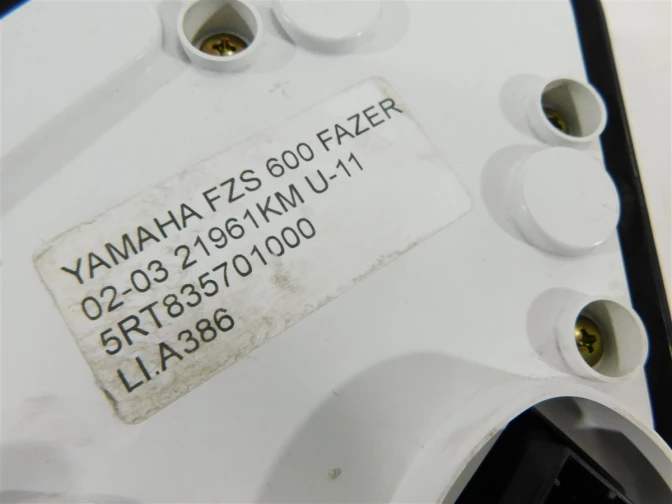 YAMAHA FZS 600 FAZER
02-03 21961KM U-11
5RT835701000
LI.A386